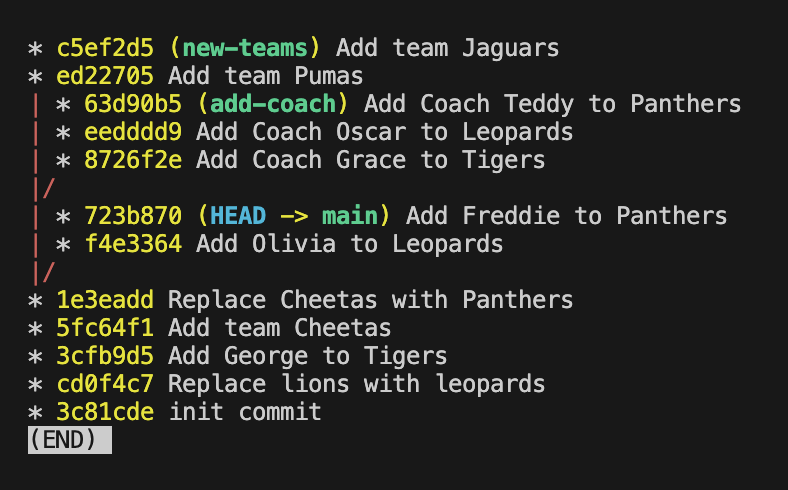 * c5ef2d5 (new-teams) Add team Jaguars
* ed22705 Add team Pumas
| * 63d90b5 (add-coach) Add Coach Teddy to Panthers
| * eedddd9 Add Coach Oscar to Leopards
| * 8726f2e Add Coach Grace to Tigers
|/
| * 723b870 (HEAD -> main) Add Freddie to Panthers
| * f4e3364 Add Olivia to Leopards
|/
* 1e3eadd Replace Cheetas with Panthers
* 5fc64f1 Add team Cheetas
* 3cfb9d5 Add George to Tigers
* cd0f4c7 Replace lions with leopards
* 3c81cde init commit
(END)